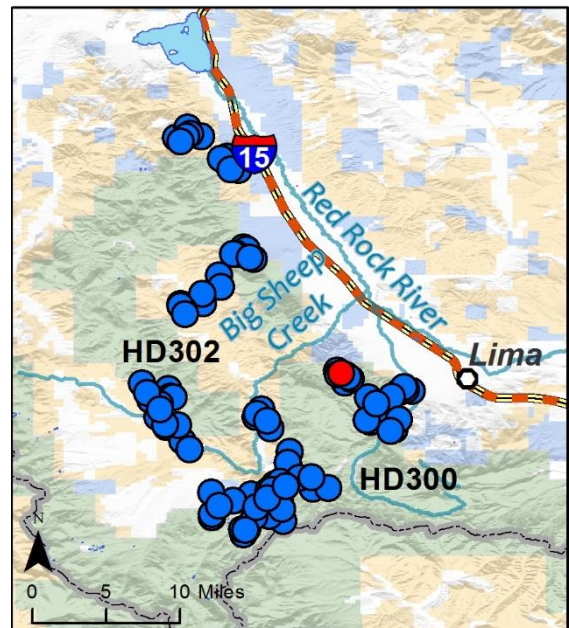 15
Red Rock River
Big Sheep
Creek
Lima
HD302
HD300
N
0 5 10 Miles